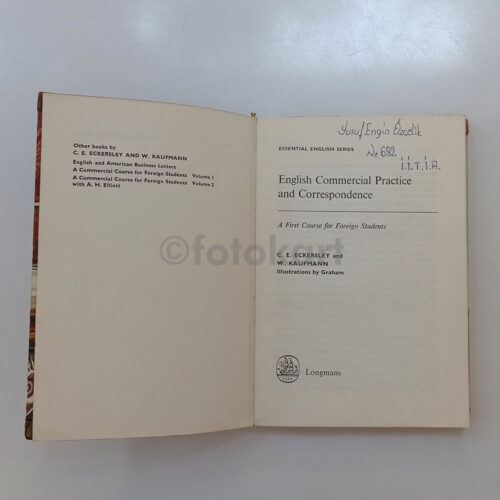 Other books by
C. E. ECKERSLEY AND W. KAUFMANN
English and American Business Letters
A Commercial Course for Foreign Students Volume 1
A Commercial Course for Foreign Students Volume 2
with A. H. Elliott
Yusuf Engin Özçelik
ESSENTIAL ENGLISH SERIES
No 682
İ.İ.T.İ.A.
English Commercial Practice
and Correspondence
A First Course for Foreign Students
C. E. ECKERSLEY and
W. KAUFMANN
Illustrations by Graham
Longmans
1724
©fotokart